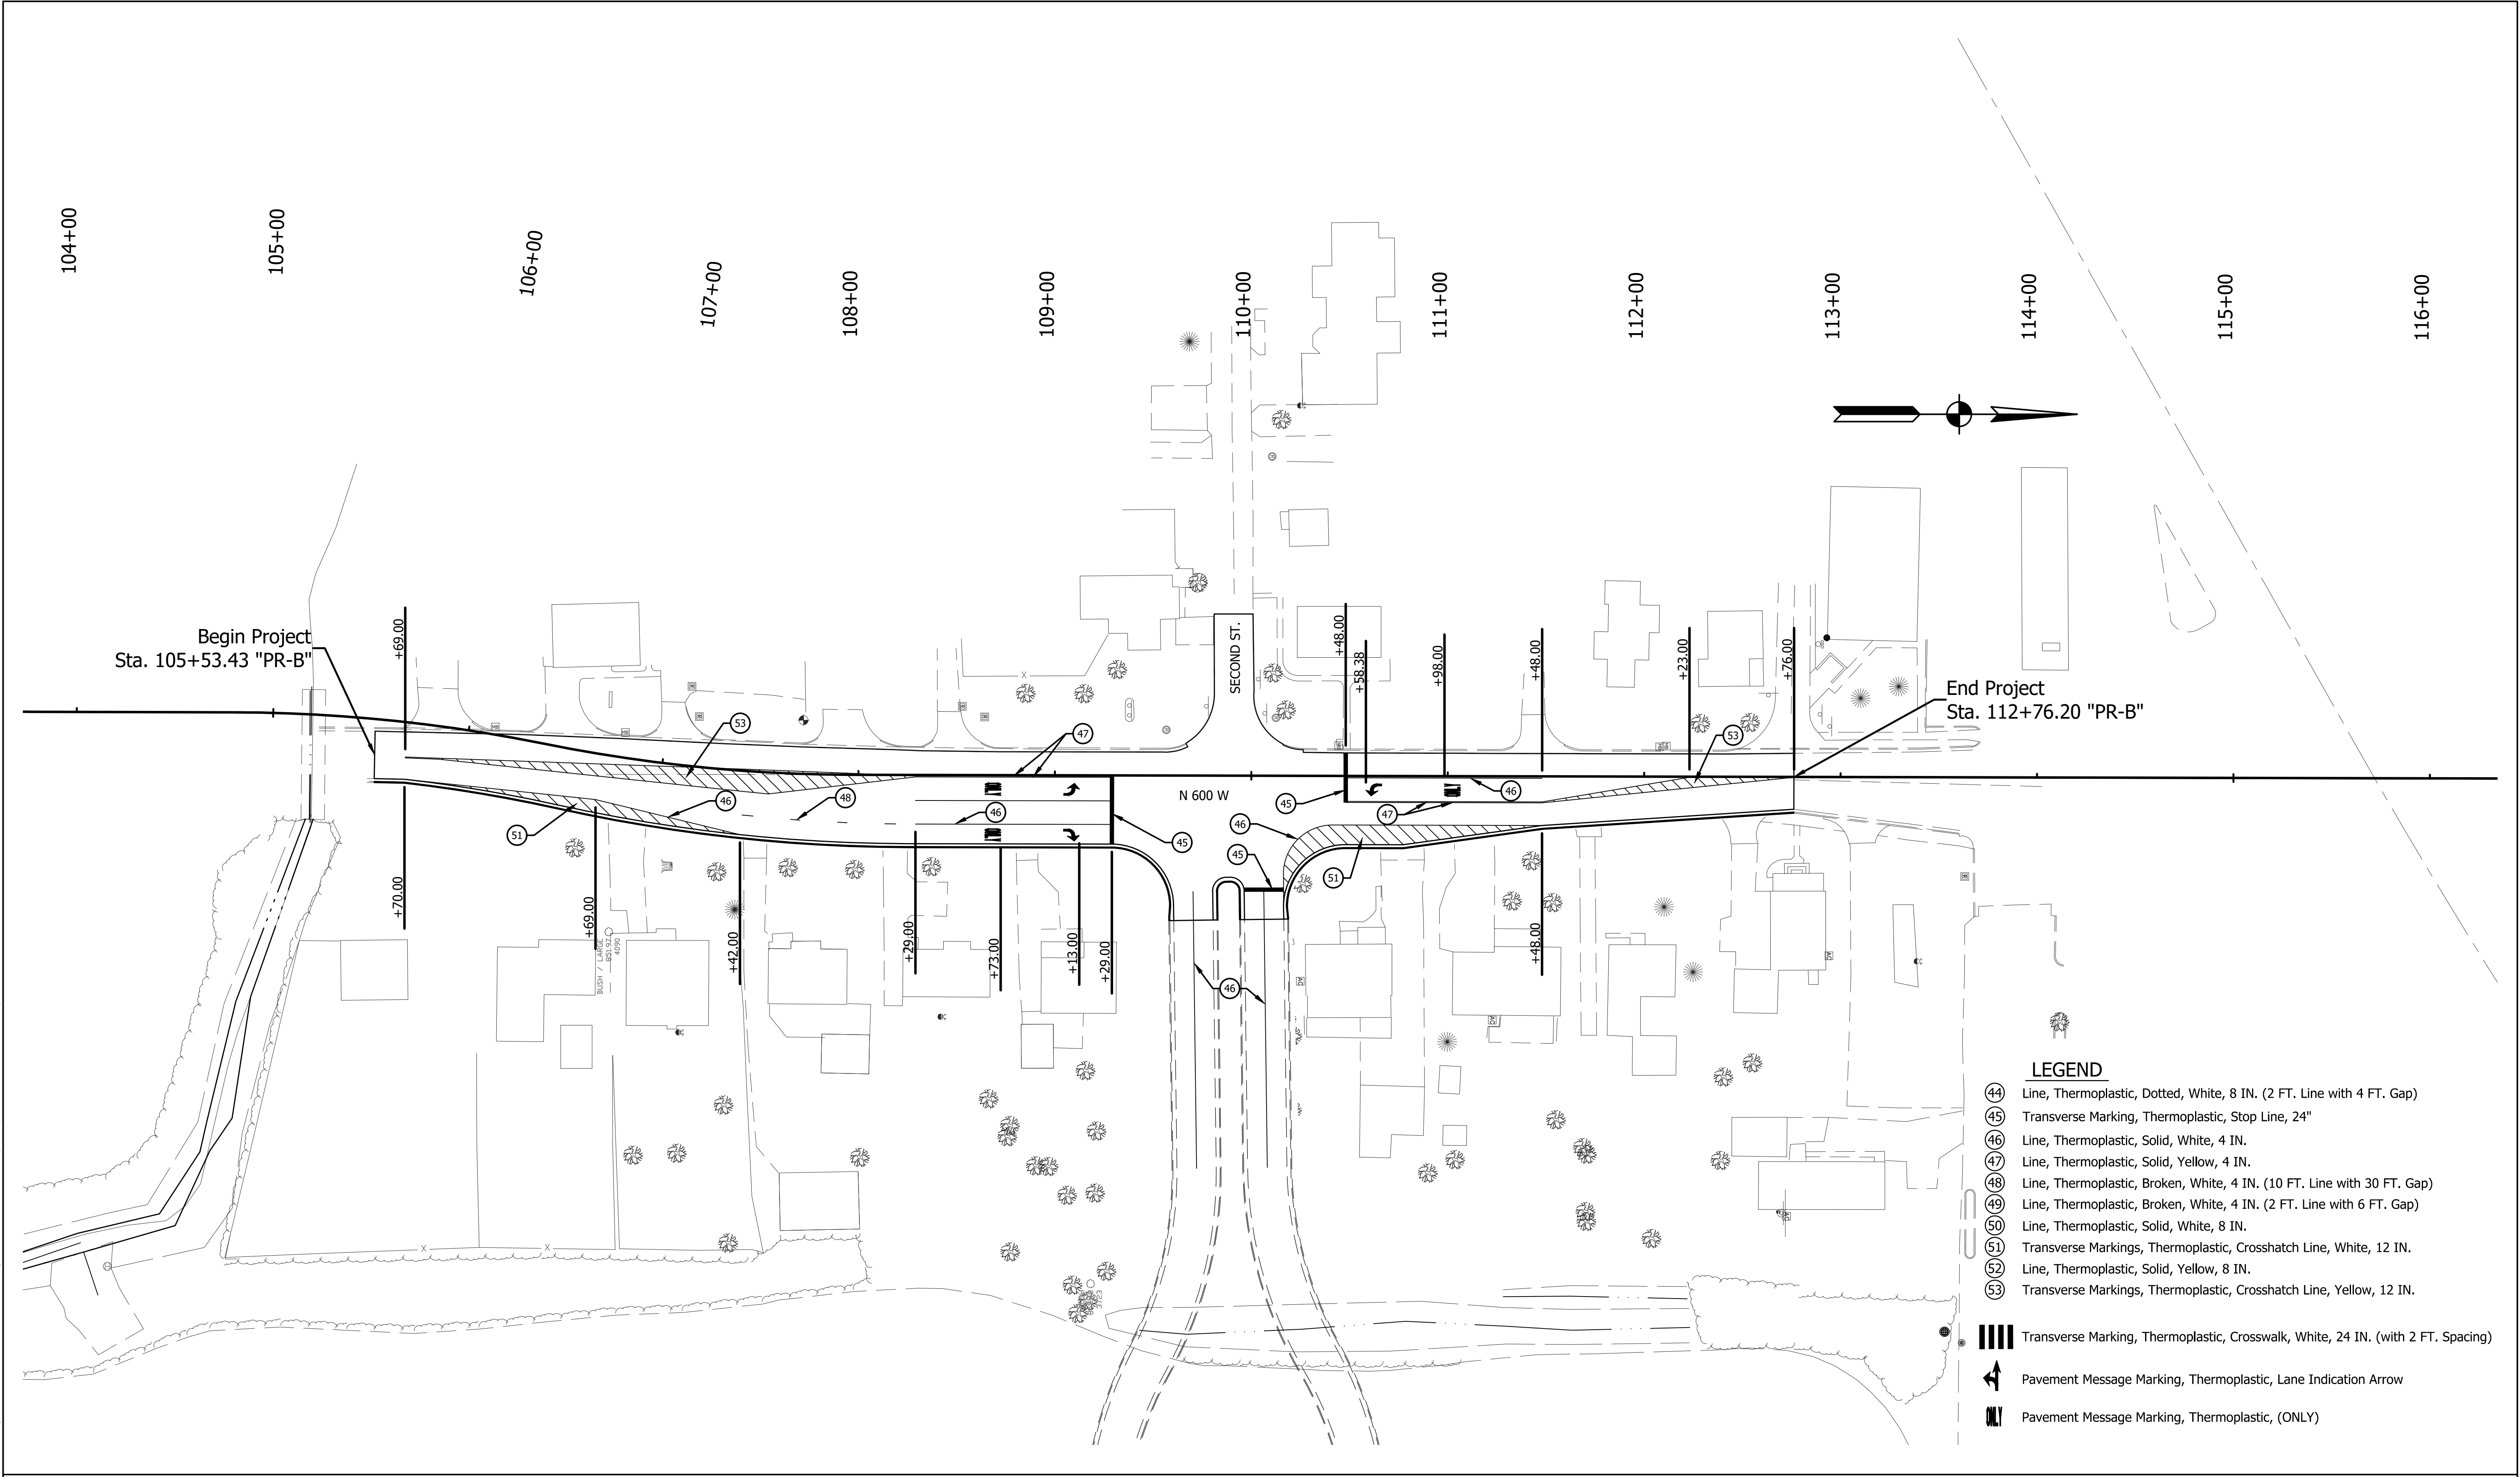 104+00
105+00
106+00
107+00
108+00
109+00
110+00
111+00
112+00
113+00
114+00
115+00
116+00
Begin Project
Sta. 105+53.43 "PR-B"
+69.00
SECOND ST.
+48.00
+58.38
+98.00
+48.00
+23.00
+76.00
End Project
Sta. 112+76.20 "PR-B"
53
47
53
46
48
46
51
45
N 600 W
45
46
47
46
45
51
ONLY
ONLY
ONLY
+70.00
+69.00
BUSH / LARGE
85192
4090
+42.00
+29.00
+73.00
+13.00
+29.00
+48.00
46
3723
LEGEND
44 Line, Thermoplastic, Dotted, White, 8 IN. (2 FT. Line with 4 FT. Gap)
45 Transverse Marking, Thermoplastic, Stop Line, 24"
46 Line, Thermoplastic, Solid, White, 4 IN.
47 Line, Thermoplastic, Solid, Yellow, 4 IN.
48 Line, Thermoplastic, Broken, White, 4 IN. (10 FT. Line with 30 FT. Gap)
49 Line, Thermoplastic, Broken, White, 4 IN. (2 FT. Line with 6 FT. Gap)
50 Line, Thermoplastic, Solid, White, 8 IN.
51 Transverse Markings, Thermoplastic, Crosshatch Line, White, 12 IN.
52 Line, Thermoplastic, Solid, Yellow, 8 IN.
53 Transverse Markings, Thermoplastic, Crosshatch Line, Yellow, 12 IN.
Transverse Marking, Thermoplastic, Crosswalk, White, 24 IN. (with 2 FT. Spacing)
Pavement Message Marking, Thermoplastic, Lane Indication Arrow
ONLY Pavement Message Marking, Thermoplastic, (ONLY)